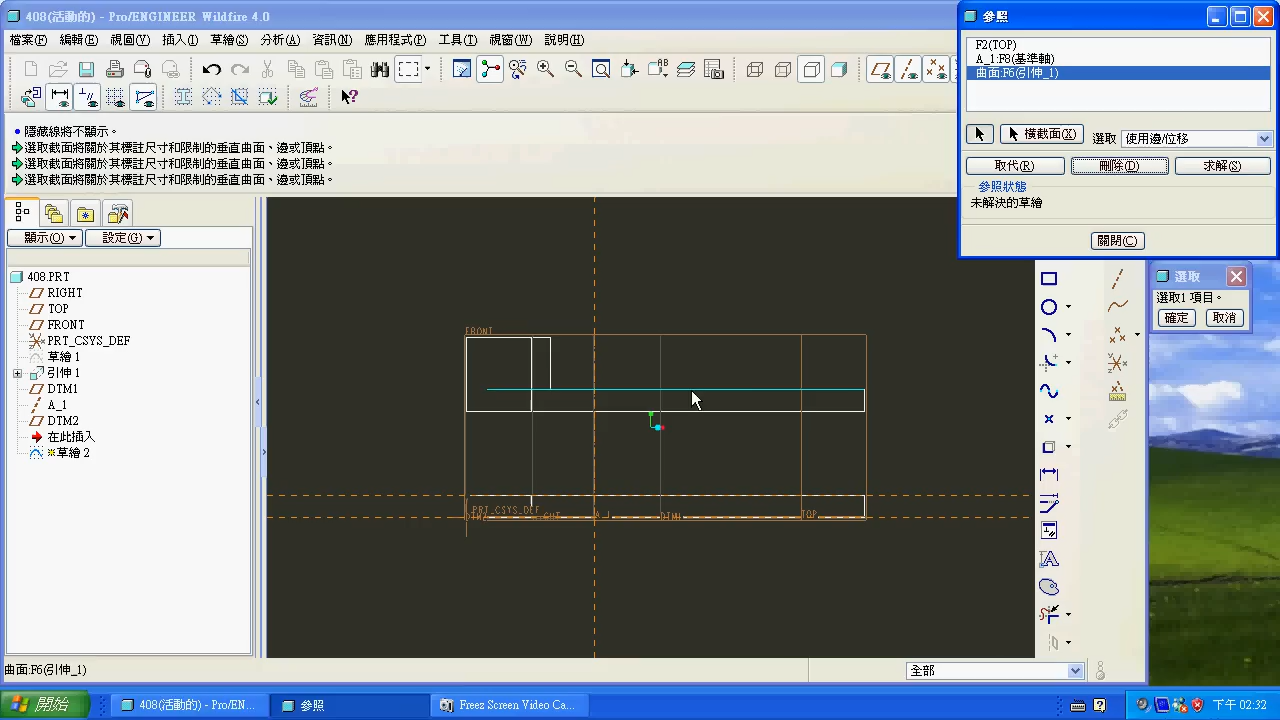 408(活動的) - Pro/ENGINEER Wildfire 4.0
檔案(F) 編輯(E) 視圖(V) 插入(I) 草繪(S) 分析(A) 資訊(N) 應用程式(P) 工具(T) 視窗(W) 說明(H)
隱藏線將不顯示。
選取截面將關於其標註尺寸和限制的垂直曲面、邊或頂點。
選取截面將關於其標註尺寸和限制的垂直曲面、邊或頂點。
選取截面將關於其標註尺寸和限制的垂直曲面、邊或頂點。
顯示(O) 設定(G)
408.PRT
RIGHT
TOP
FRONT
PRT_CSYS_DEF
草繪 1
引伸 1
DTM1
A_1
DTM2
在此插入
草繪 2
FRONT
PRT_CSYS_DEF
TOP
參照
F2(TOP)
A_1:F8(基準軸)
曲面:F6(引伸_1)
橫截面(X) 選取 使用邊/位移
取代(R) 刪除(D) 求解(S)
參照狀態
未解決的草繪
關閉(C)
選取
選取1 項目。
確定 取消
曲面:F6(引伸_1)
全部
開始 408(活動的) - Pro/EN... 參照 Freez Screen Video Ca... 下午 02:32